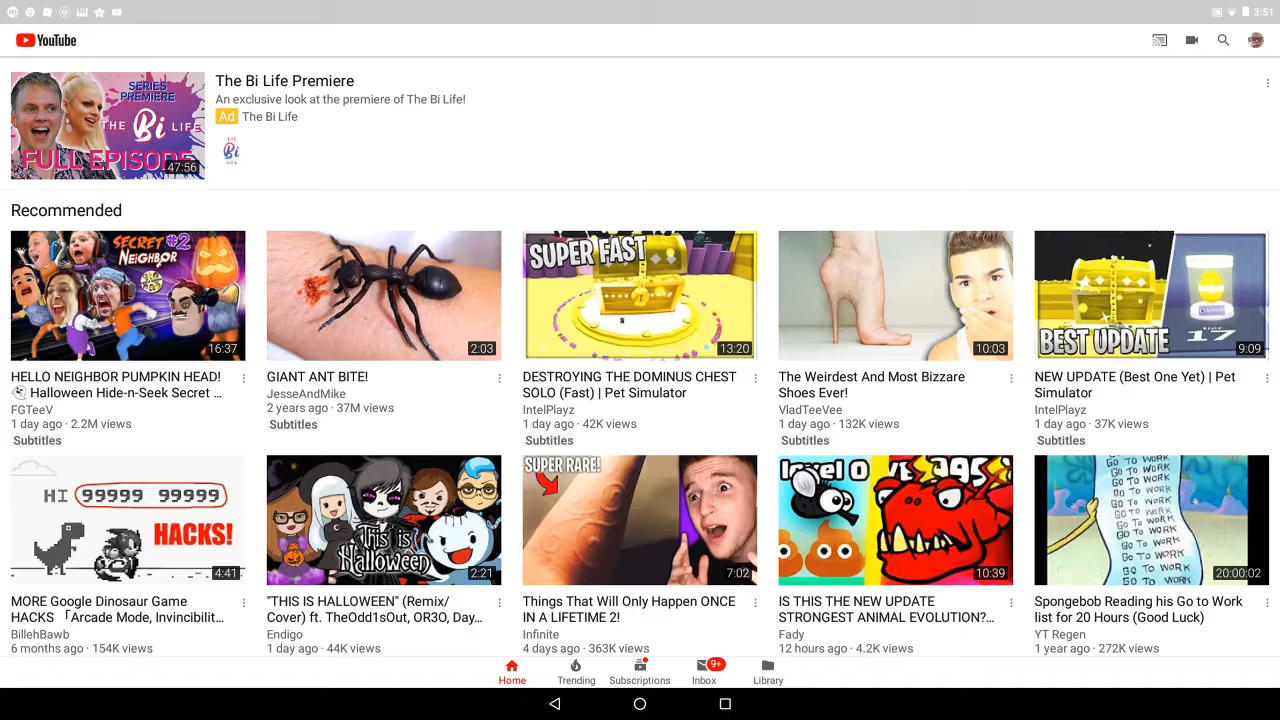 3:51
YouTube
SERIES
PREMIERE
THE Bi LIFE
FULL EPISODE
47:56
The Bi Life Premiere
An exclusive look at the premiere of The Bi Life!
Ad The Bi Life
THE
Bi
LIFE
Recommended
SECRET #2
NEIGHBOR
16:37
2:03
SUPER FAST
13:20
10:03
BEST UPDATE
17
9:09
HELLO NEIGHBOR PUMPKIN HEAD!
Halloween Hide-n-Seek Secret ...
FGTeeV
1 day ago · 2.2M views
Subtitles
GIANT ANT BITE!
JesseAndMike
2 years ago · 37M views
Subtitles
DESTROYING THE DOMINUS CHEST
SOLO (Fast) | Pet Simulator
IntelPlayz
1 day ago · 42K views
Subtitles
The Weirdest And Most Bizzare
Shoes Ever!
VladTeeVee
1 day ago · 132K views
Subtitles
NEW UPDATE (Best One Yet) | Pet
Simulator
IntelPlayz
1 day ago · 37K views
Subtitles
HI 99999 99999
HACKS!
4:41
This is
Halloween
2:21
SUPER RARE!
7:02
10:39
GO TO WORK
GO TO WORK
GO TO WORK
GO TO WORK
GO TO WORK
GO TO WORK
GO TO WORK
GO TO WORK
20:00:02
MORE Google Dinosaur Game
HACKS 「Arcade Mode, Invincibilit...
BillehBawb
6 months ago · 154K views
"THIS IS HALLOWEEN" (Remix/
Cover) ft. TheOdd1sOut, OR3O, Day...
Endigo
1 day ago · 44K views
Things That Will Only Happen ONCE
IN A LIFETIME 2!
Infinite
4 days ago · 363K views
IS THIS THE NEW UPDATE
STRONGEST ANIMAL EVOLUTION?...
Fady
12 hours ago · 4.2K views
Spongebob Reading his Go to Work
list for 20 Hours (Good Luck)
YT Regen
1 year ago · 272K views
9+
Home
Trending
Subscriptions
Inbox
Library